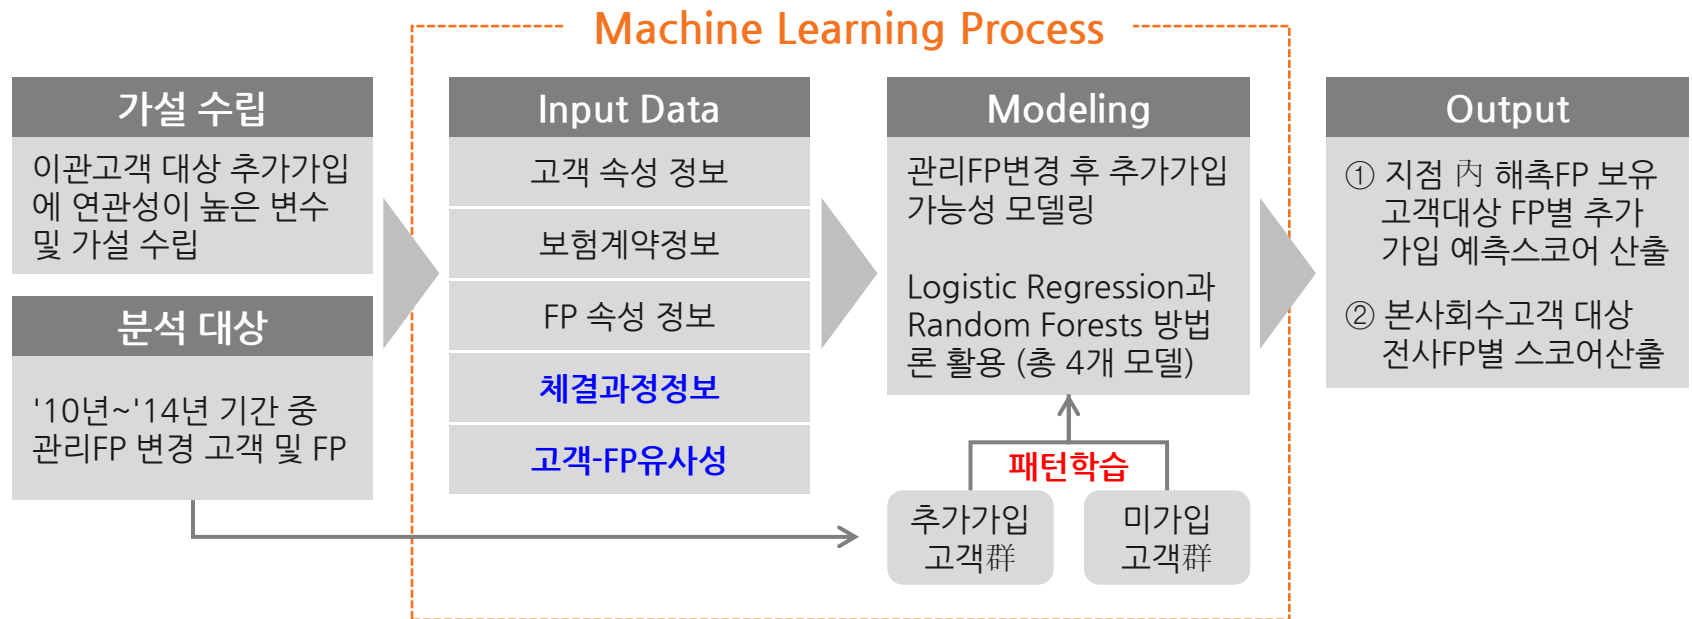 Machine Learning Process
가설 수립
이관고객 대상 추가가입
에 연관성이 높은 변수
및 가설 수립
분석 대상
'10년~'14년 기간 중
관리FP 변경 고객 및 FP
Input Data
고객 속성 정보
보험계약정보
FP 속성 정보
체결과정정보
고객-FP유사성
Modeling
관리FP변경 후 추가가입
가능성 모델링
Logistic Regression과
Random Forests 방법
론 활용 (총 4개 모델)
패턴학습
추가가입
고객群
미가입
고객群
Output
① 지점 內 해촉FP 보유
고객대상 FP별 추가
가입 예측스코어 산출
② 본사회수고객 대상
전사FP별 스코어산출